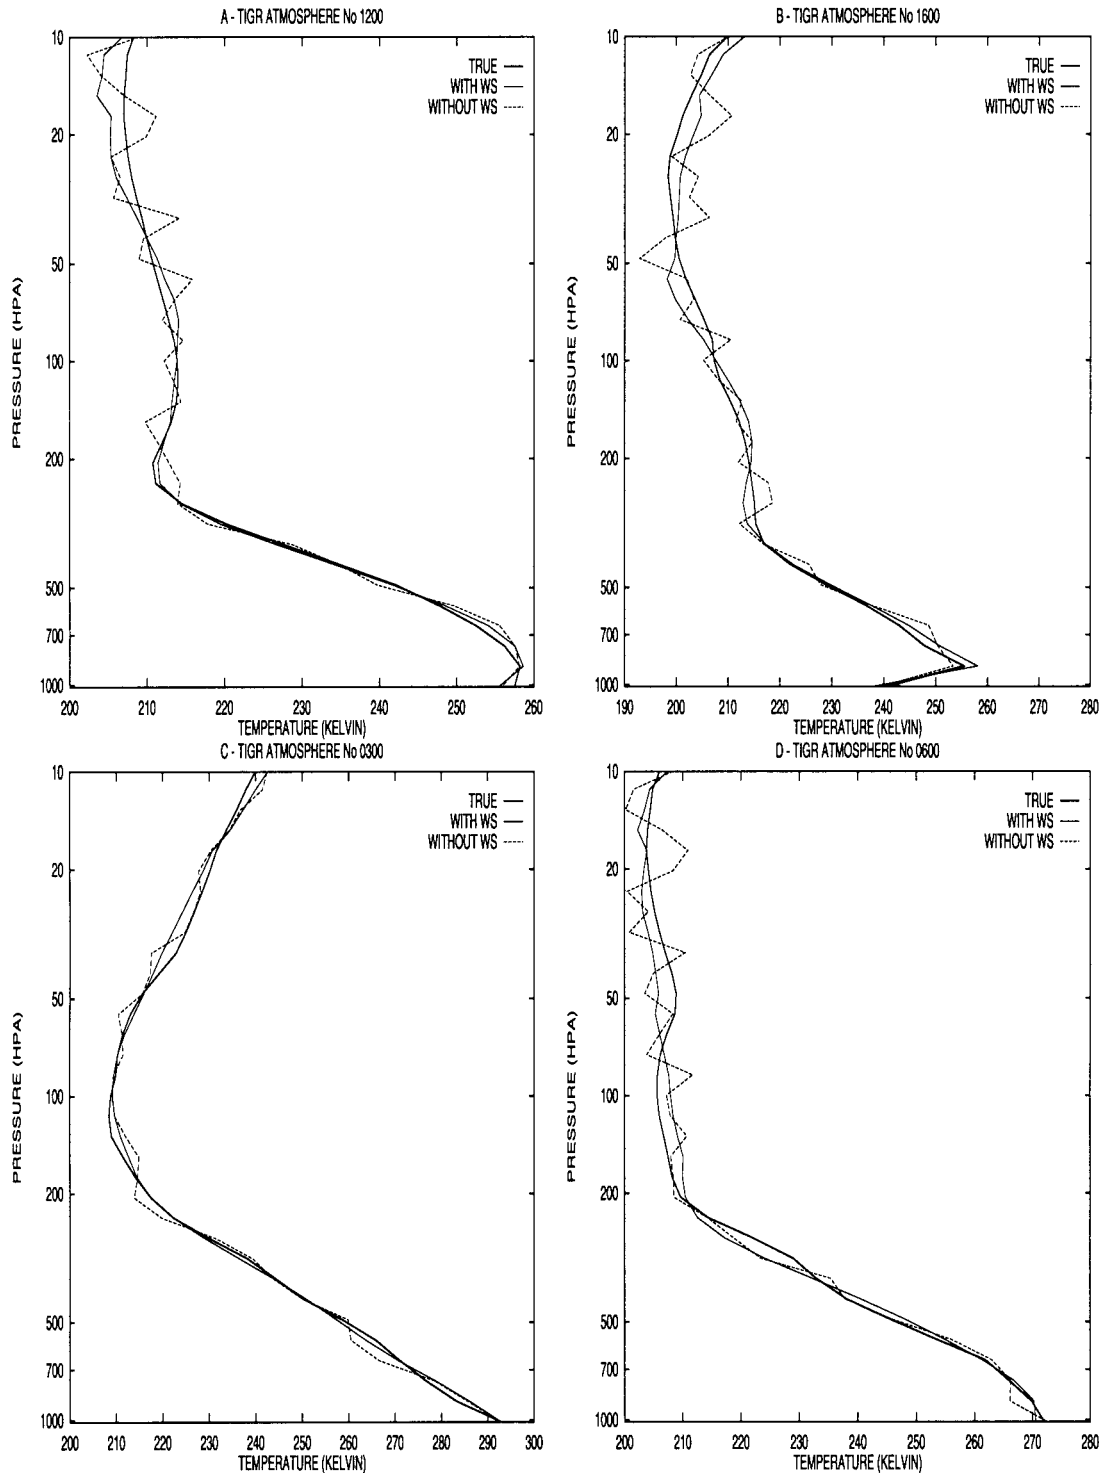 A - TIGR ATMOSPHERE No 1200
10
20
50
100
200
500
700
1000
PRESSURE (HPA)
TRUE
WITH WS
WITHOUT WS
200 210 220 230 240 250 260
TEMPERATURE (KELVIN)
B - TIGR ATMOSPHERE No 1600
10
20
50
100
200
500
700
1000
PRESSURE (HPA)
TRUE
WITH WS
WITHOUT WS
190 200 210 220 230 240 250 260 270 280
TEMPERATURE (KELVIN)
C - TIGR ATMOSPHERE No 0300
10
20
50
100
200
500
700
1000
PRESSURE (HPA)
TRUE
WITH WS
WITHOUT WS
200 210 220 230 240 250 260 270 280 290 300
TEMPERATURE (KELVIN)
D - TIGR ATMOSPHERE No 0600
10
20
50
100
200
500
700
1000
PRESSURE (HPA)
TRUE
WITH WS
WITHOUT WS
200 210 220 230 240 250 260 270 280
TEMPERATURE (KELVIN)